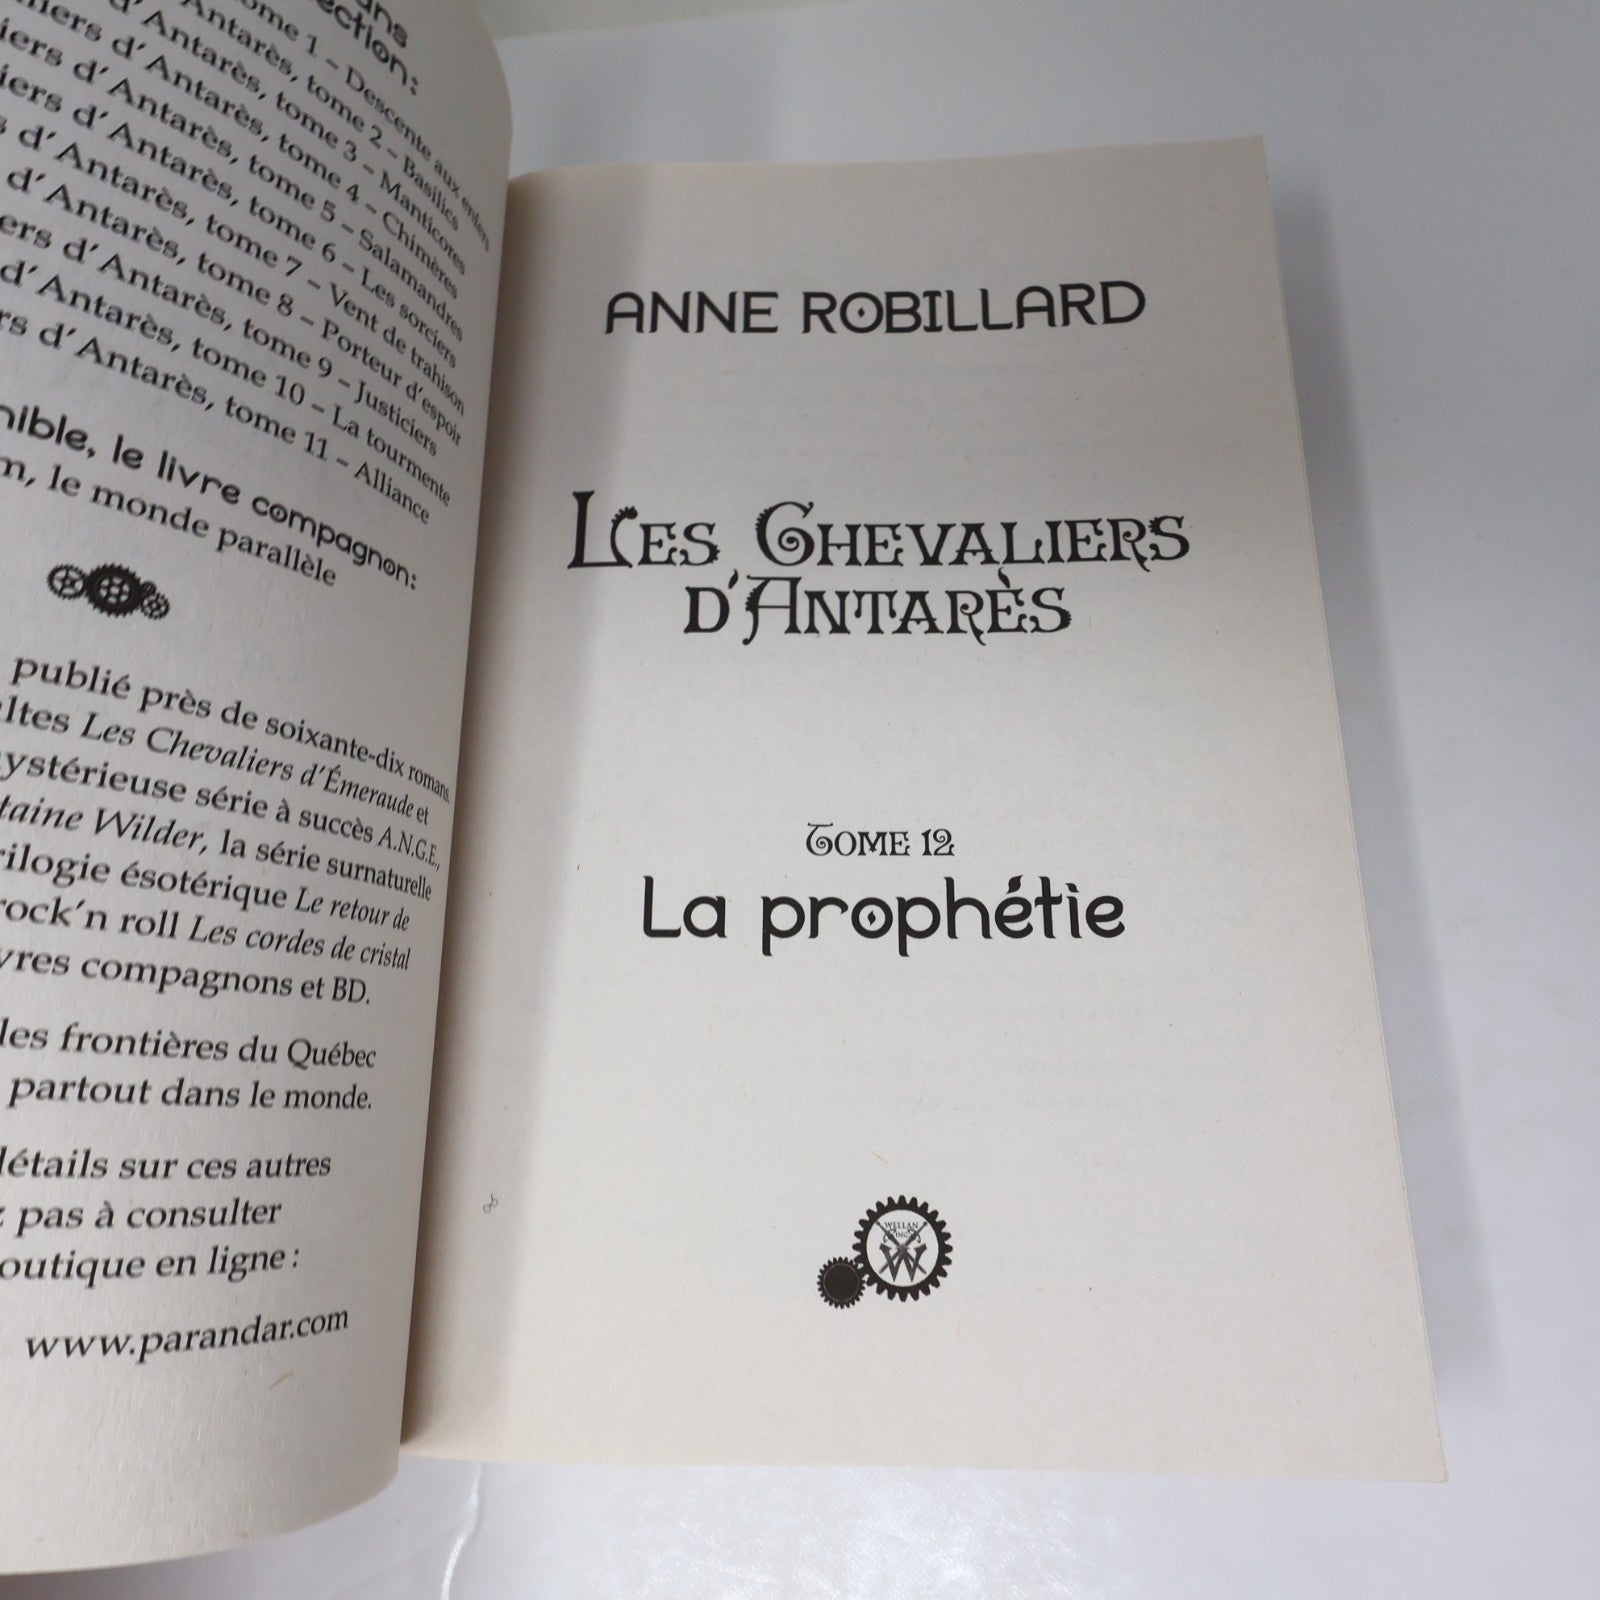 ans
ection:
ome 1 – Descente aux enfers
Antarès, tome 2 – Basilics
d'Antarès, tome 3 – Manticores
iers d'Antarès, tome 4 – Chimères
iers d'Antarès, tome 5 – Salamandres
iers d'Antarès, tome 6 – Les sorciers
s d'Antarès, tome 7 – Vent de trahison
d'Antarès, tome 8 – Porteur d'espoir
ers d'Antarès, tome 9 – Justiciers
d'Antarès, tome 10 – La tourmente
rs d'Antarès, tome 11 – Alliance
nible, le livre compagnon:
m, le monde parallèle
publié près de soixante-dix romans.
ltes Les Chevaliers d'Émeraude et
ystérieuse série à succès A.N.G.E.,
taine Wilder, la série surnaturelle
rilogie ésotérique Le retour de
rock'n roll Les cordes de cristal
vres compagnons et BD.
les frontières du Québec
partout dans le monde.
détails sur ces autres
z pas à consulter
outique en ligne :
www.parandar.com
ANNE ROBILLARD
Les Chevaliers
d'Antarès
Tome 12
La prophétie
WELLAN
INC.
W